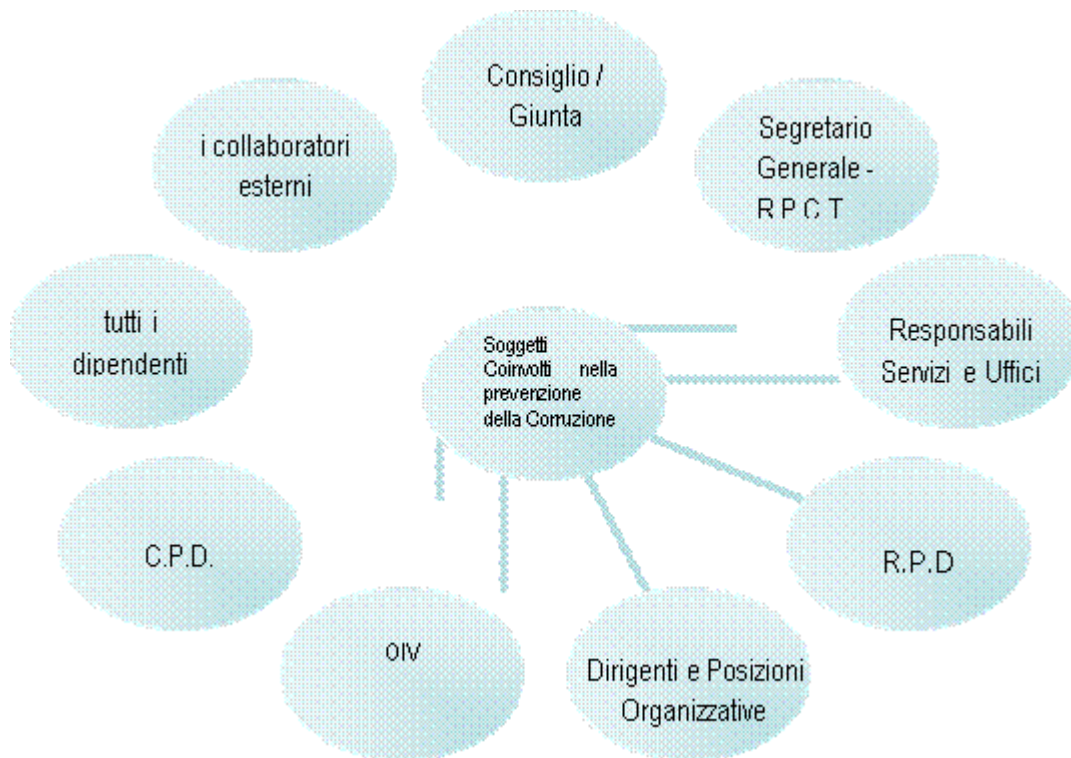 Consiglio /
Giunta
Segretario
Generale -
R.P.C.T.
i collaboratori
esterni
tutti i
dipendenti
Soggetti
Coinvolti nella
prevenzione
della Corruzione
Responsabili
Servizi e Uffici
C.P.D.
R.P.D
OIV
Dirigenti e Posizioni
Organizzative